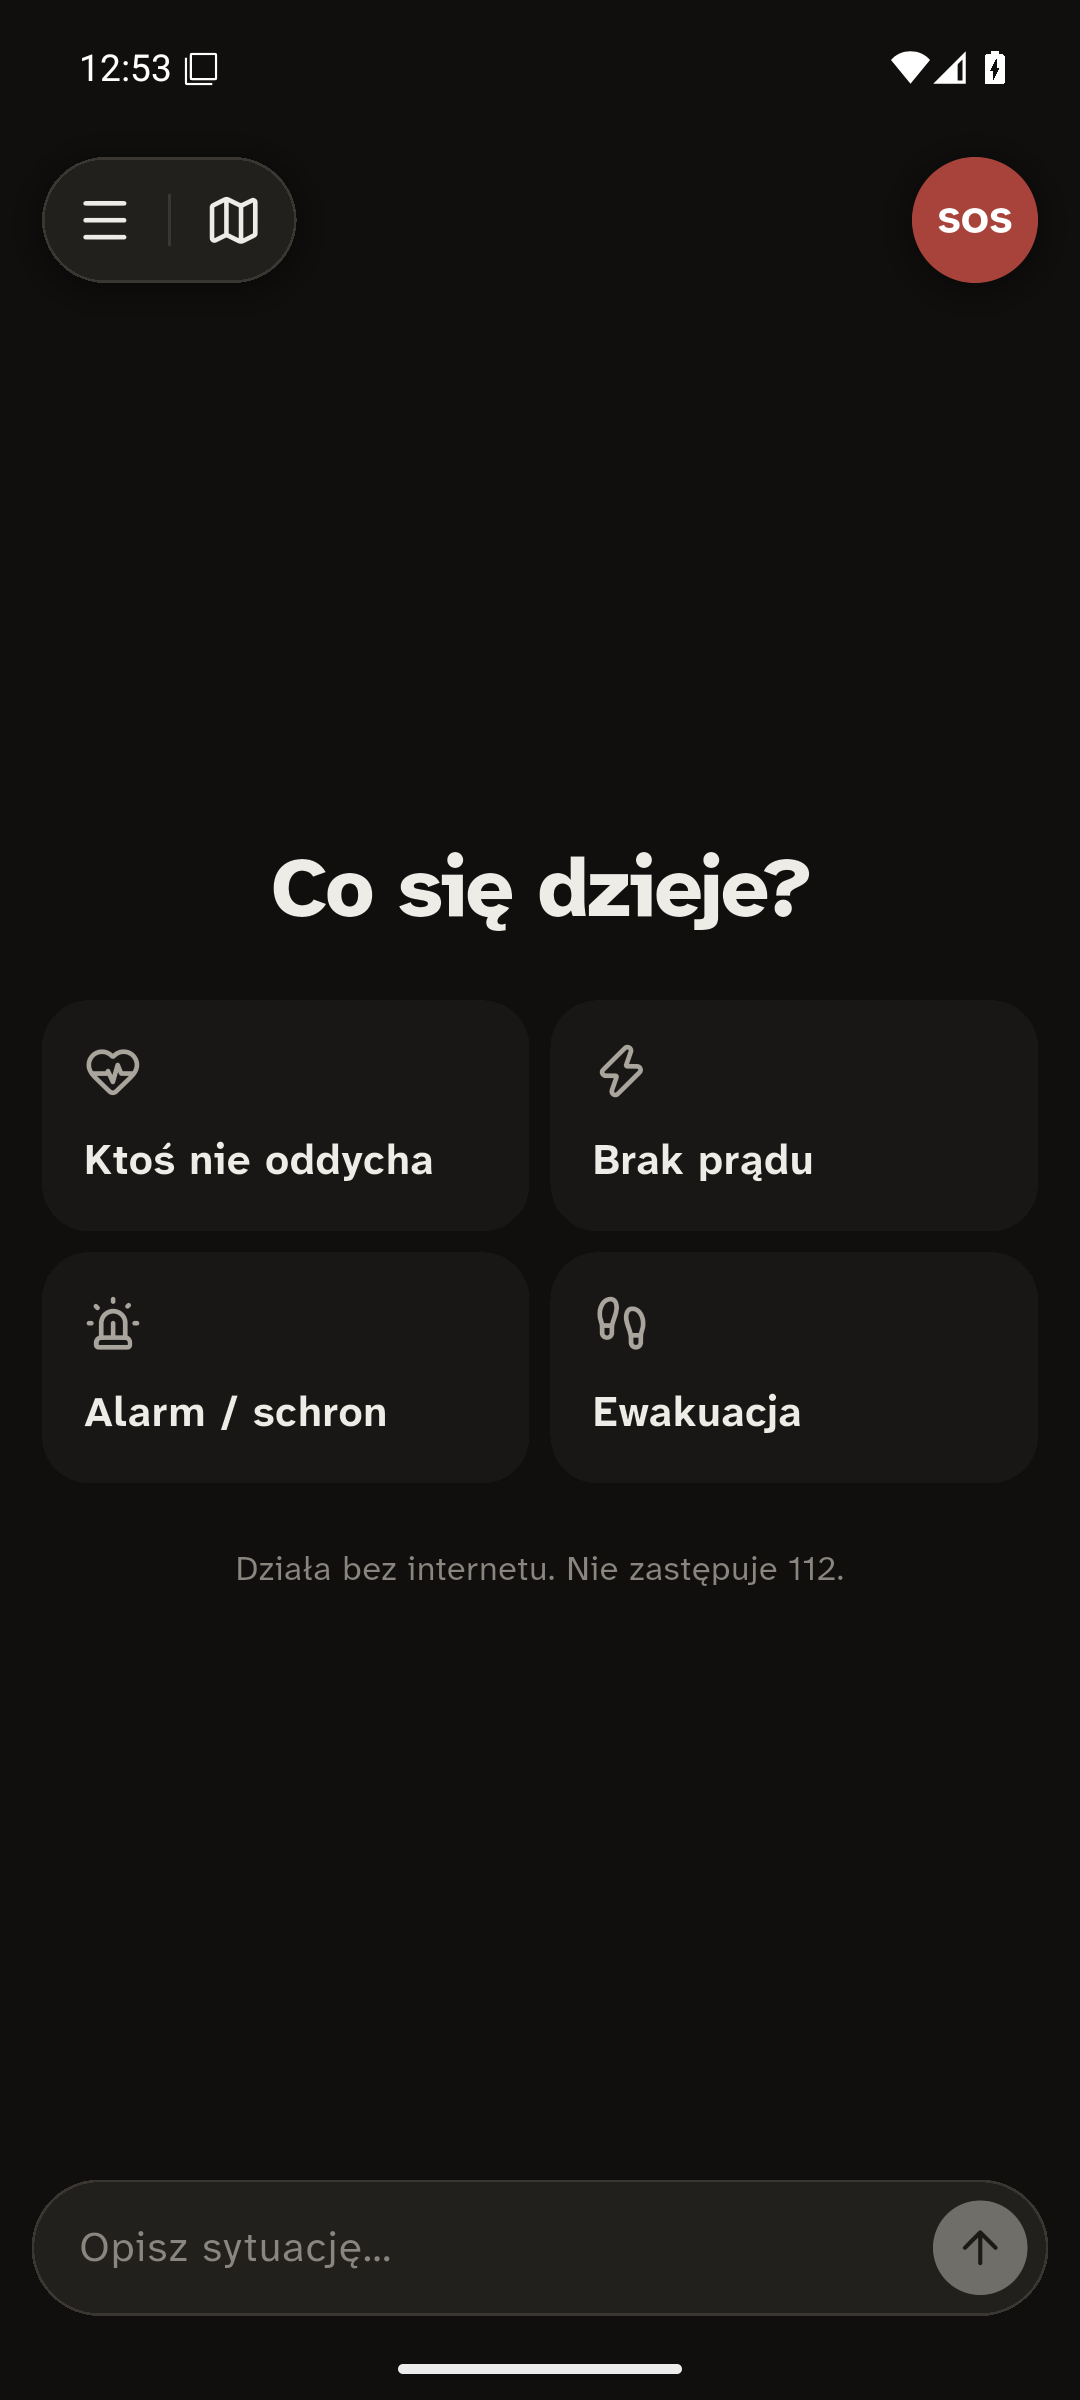 12:53
SOS
Co się dzieje?
Ktoś nie oddycha
Brak prądu
Alarm / schron
Ewakuacja
Działa bez internetu. Nie zastępuje 112.
Opisz sytuację...